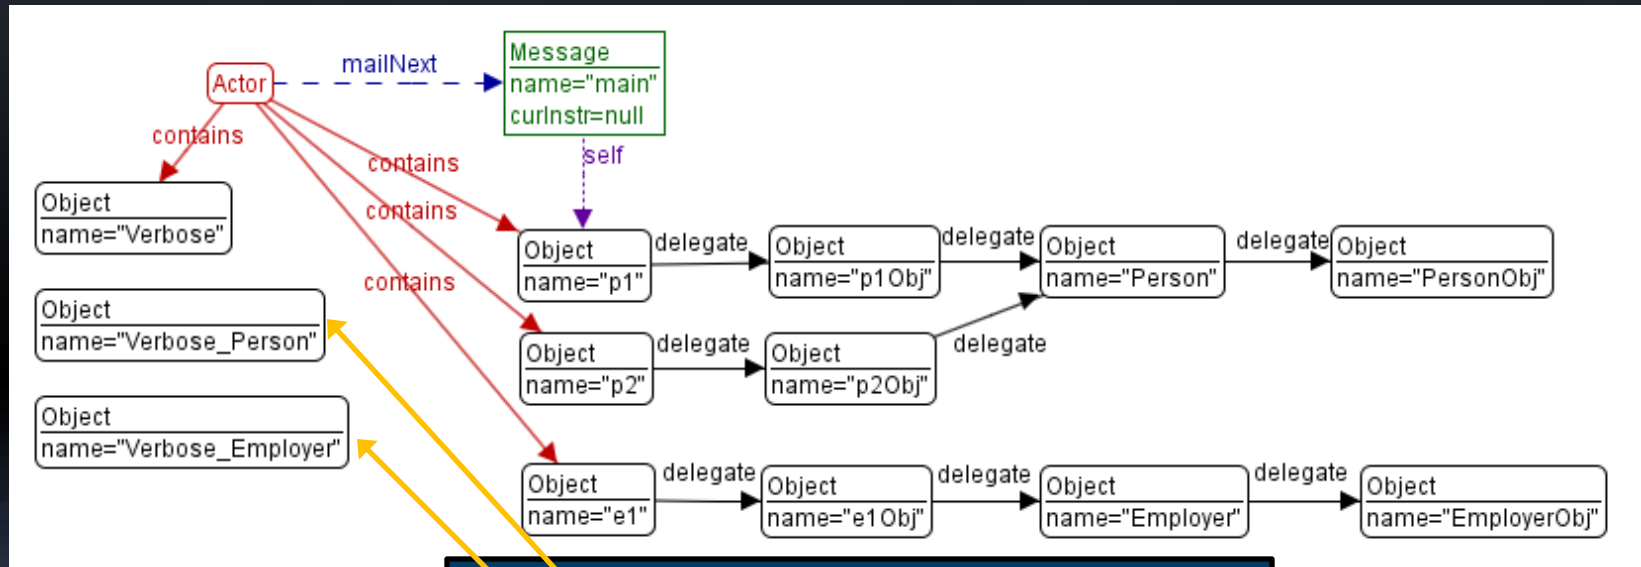 Actor
mailNext
Message
name="main"
curInstr=null
self
contains
contains
contains
contains
Object
name="Verbose"
Object
name="Verbose_Person"
Object
name="Verbose_Employer"
Object
name="p1"
delegate
Object
name="p1Obj"
delegate
Object
name="Person"
delegate
Object
name="PersonObj"
Object
name="p2"
delegate
Object
name="p2Obj"
delegate
Object
name="e1"
delegate
Object
name="e1Obj"
delegate
Object
name="Employer"
delegate
Object
name="EmployerObj"